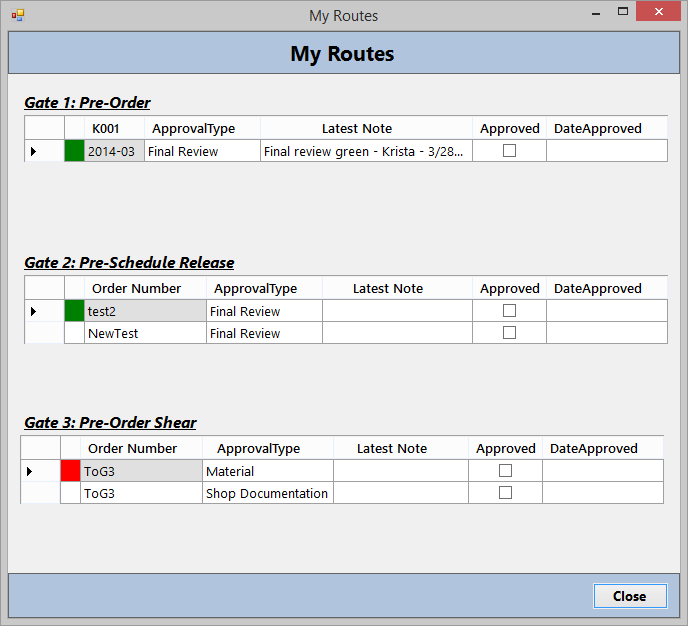 My Routes
My Routes
Gate 1: Pre-Order
K001 ApprovalType Latest Note Approved DateApproved
2014-03 Final Review Final review green - Krista - 3/28...
Gate 2: Pre-Schedule Release
Order Number ApprovalType Latest Note Approved DateApproved
test2 Final Review
NewTest Final Review
Gate 3: Pre-Order Shear
Order Number ApprovalType Latest Note Approved DateApproved
ToG3 Material
ToG3 Shop Documentation
Close